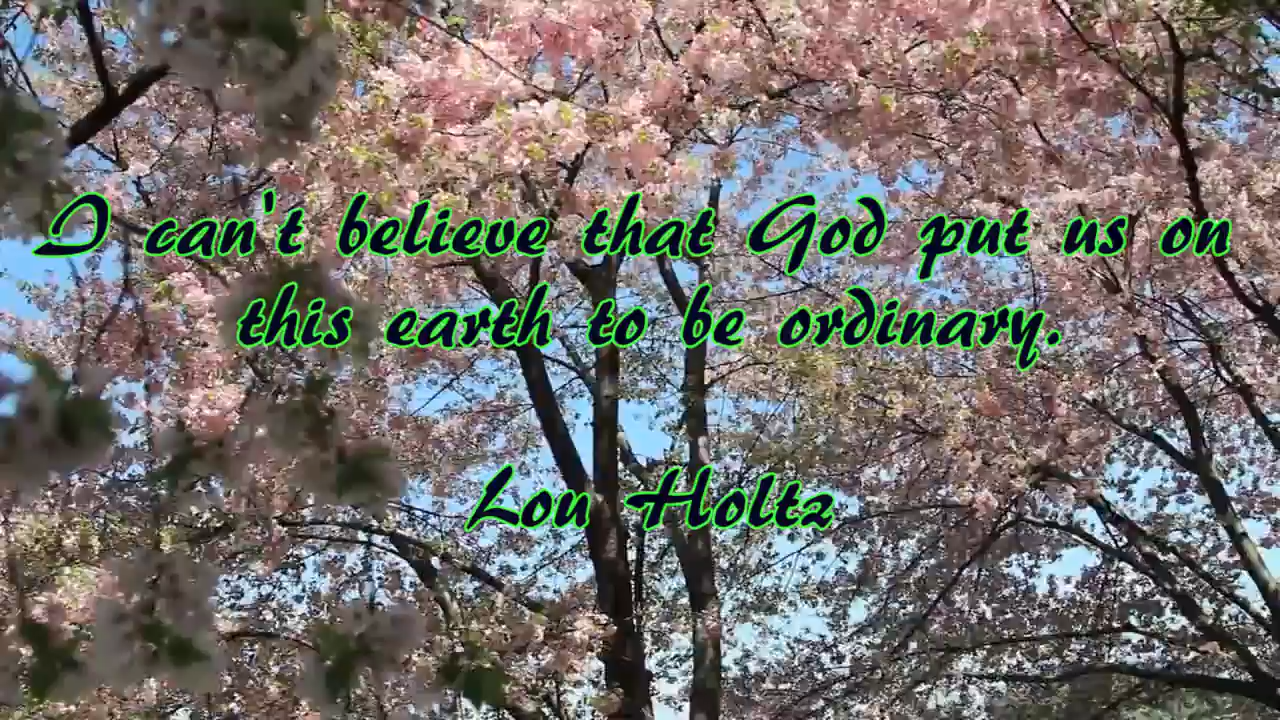 I can't believe that God put us on
this earth to be ordinary.
Lou Holtz